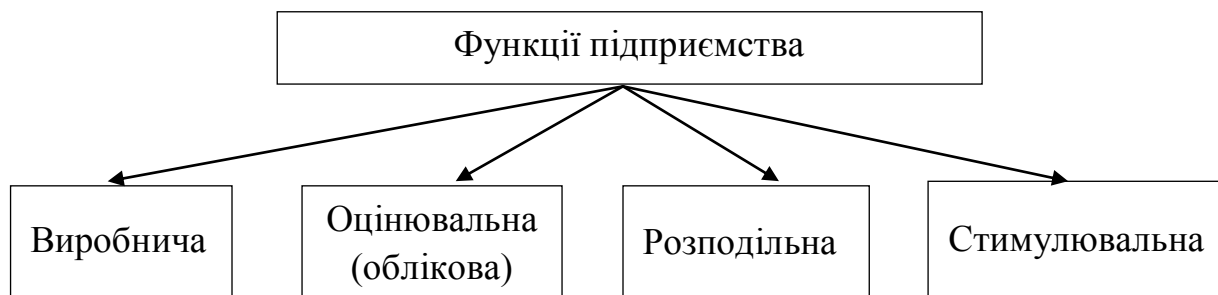 Функції підприємства
Виробнича
Оцінювальна
(облікова)
Розподільна
Стимулювальна